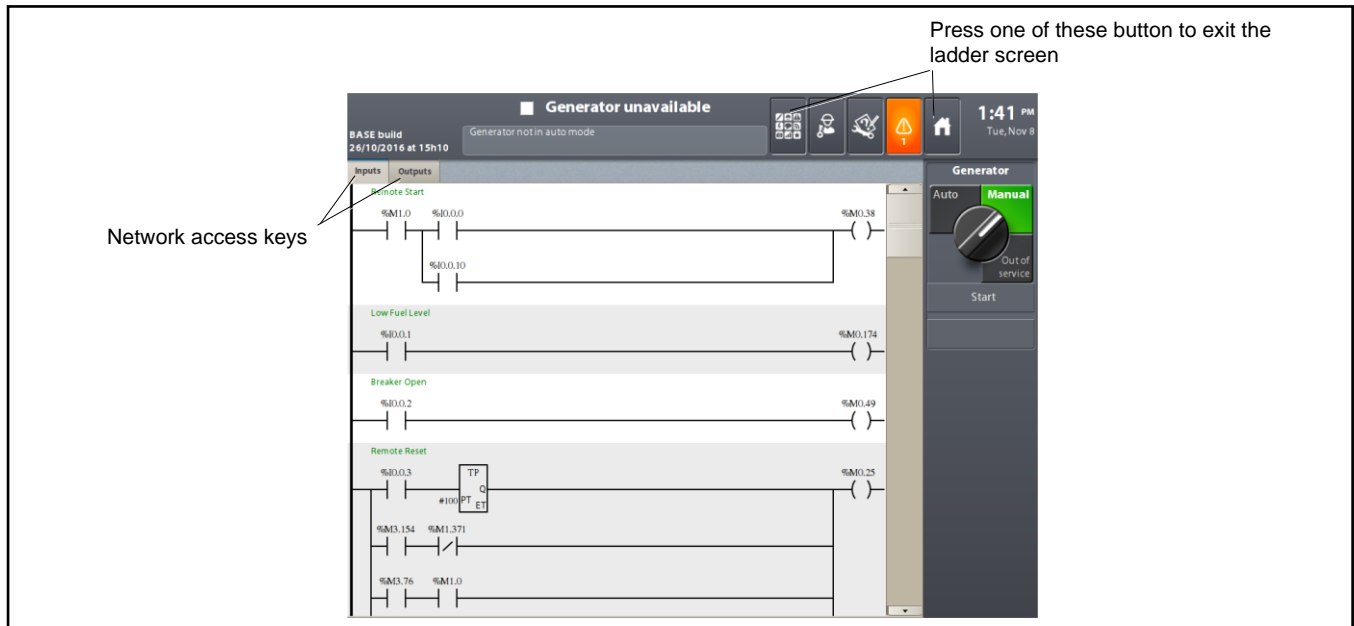 Press one of these button to exit the
ladder screen
Generator unavailable
BASE build
26/10/2016 at 15h10
Generator not in auto mode
1
1:41 PM
Tue, Nov 8
Inputs Outputs
Network access keys
Remote Start
%M1.0 %I0.0.0 %M0.38
%I0.0.10
Low Fuel Level
%I0.0.1 %M0.174
Breaker Open
%I0.0.2 %M0.49
Remote Reset
%I0.0.3 TP %M0.25
Q
#100 PT
ET
%M3.154 %M1.371
%M3.76 %M1.0
Generator
Auto Manual
Out of
service
Start